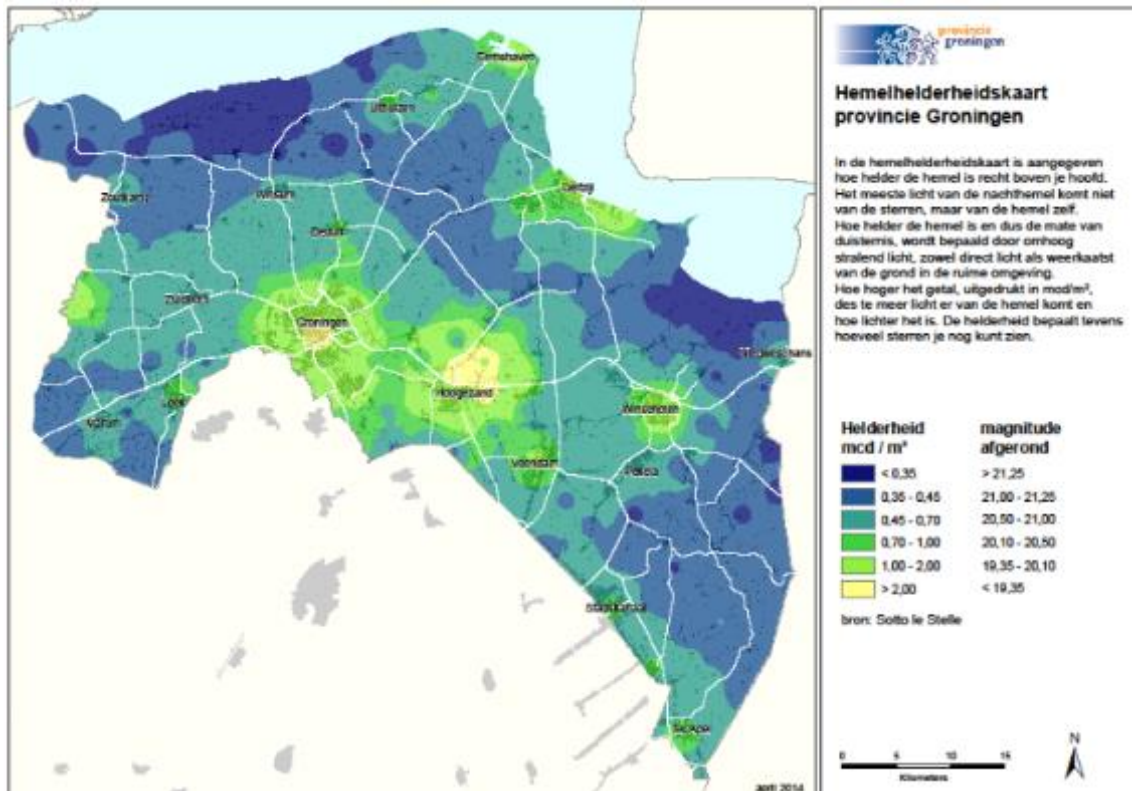 Eemshaven
Uithuizen
Delfzijl
Zoutkamp
Winsum
Bedum
Zuidhorn
Groningen
Nieuweschans
Hoogezand
Leek
Winschoten
Marum
Veendam
Pekela
Stadskanaal
Ter Apel
april 2014
provincie
groningen
Hemelhelderheidskaart
provincie Groningen
In de hemelhelderheidskaart is aangegeven
hoe helder de hemel is recht boven je hoofd.
Het meeste licht van de nachthemel komt niet
van de sterren, maar van de hemel zelf.
Hoe helder de hemel is en dus de mate van
duisternis, wordt bepaald door omhoog
stralend licht, zowel direct licht als weerkaatst
van de grond in de ruime omgeving.
Hoe hoger het getal, uitgedrukt in mcd/m²,
des te meer licht er van de hemel komt en
hoe lichter het is. De helderheid bepaalt tevens
hoeveel sterren je nog kunt zien.
Helderheid magnitude
mcd / m² afgerond
< 0,35 > 21,25
0,35 - 0,45 21,00 - 21,25
0,45 - 0,70 20,50 - 21,00
0,70 - 1,00 20,10 - 20,50
1,00 - 2,00 19,35 - 20,10
> 2,00 < 19,35
bron: Sotto le Stelle
N
0 5 10 15
Kilometers